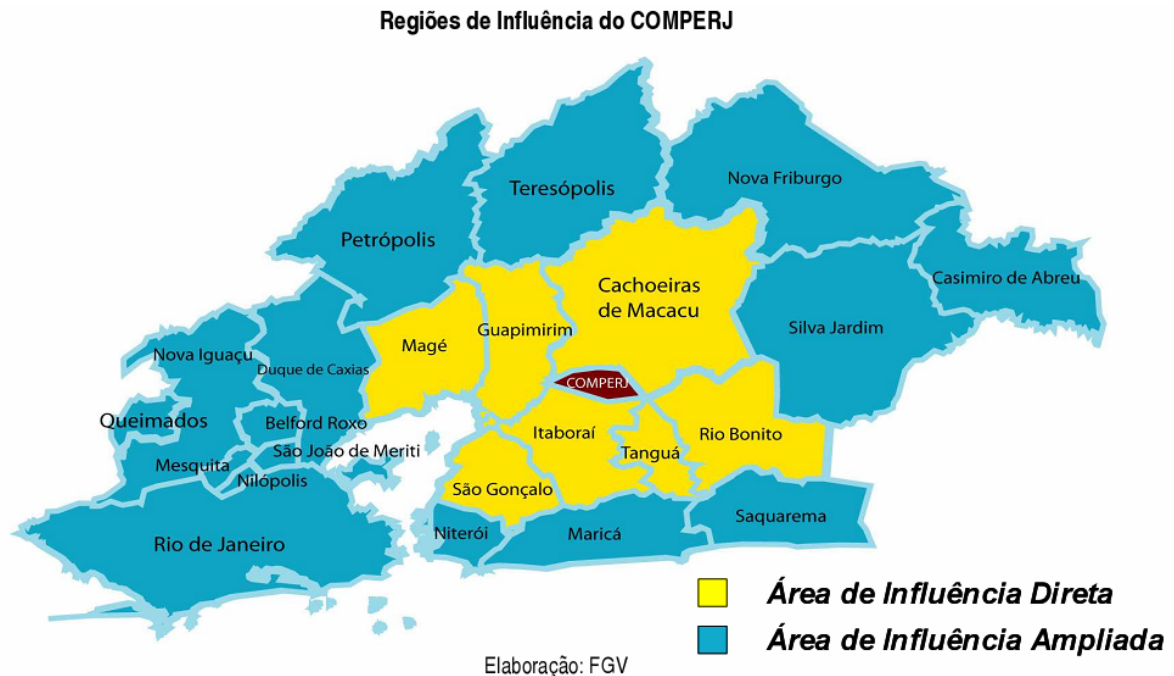 Regiões de Influência do COMPERJ
Nova Friburgo
Teresópolis
Petrópolis
Casimiro de Abreu
Cachoeiras
de Macacu
Silva Jardim
Guapimirim
Magé
Nova Iguaçu
Duque de Caxias
COMPERJ
Queimados
Belford Roxo
Itaboraí
Rio Bonito
São João de Meriti
Tanguá
Mesquita
Nilópolis
São Gonçalo
Saquarema
Niterói
Maricá
Rio de Janeiro
Área de Influência Direta
Área de Influência Ampliada
Elaboração: FGV